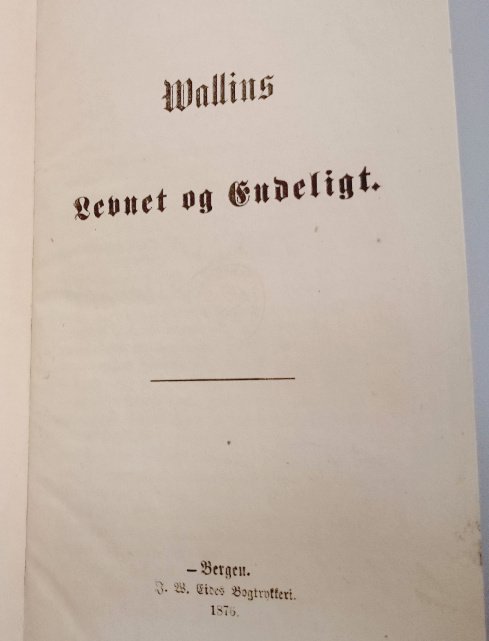 Wallins
Levnet og Endeligt.
Bergen.
J. W. Eides Bogtrykkeri.
1876.